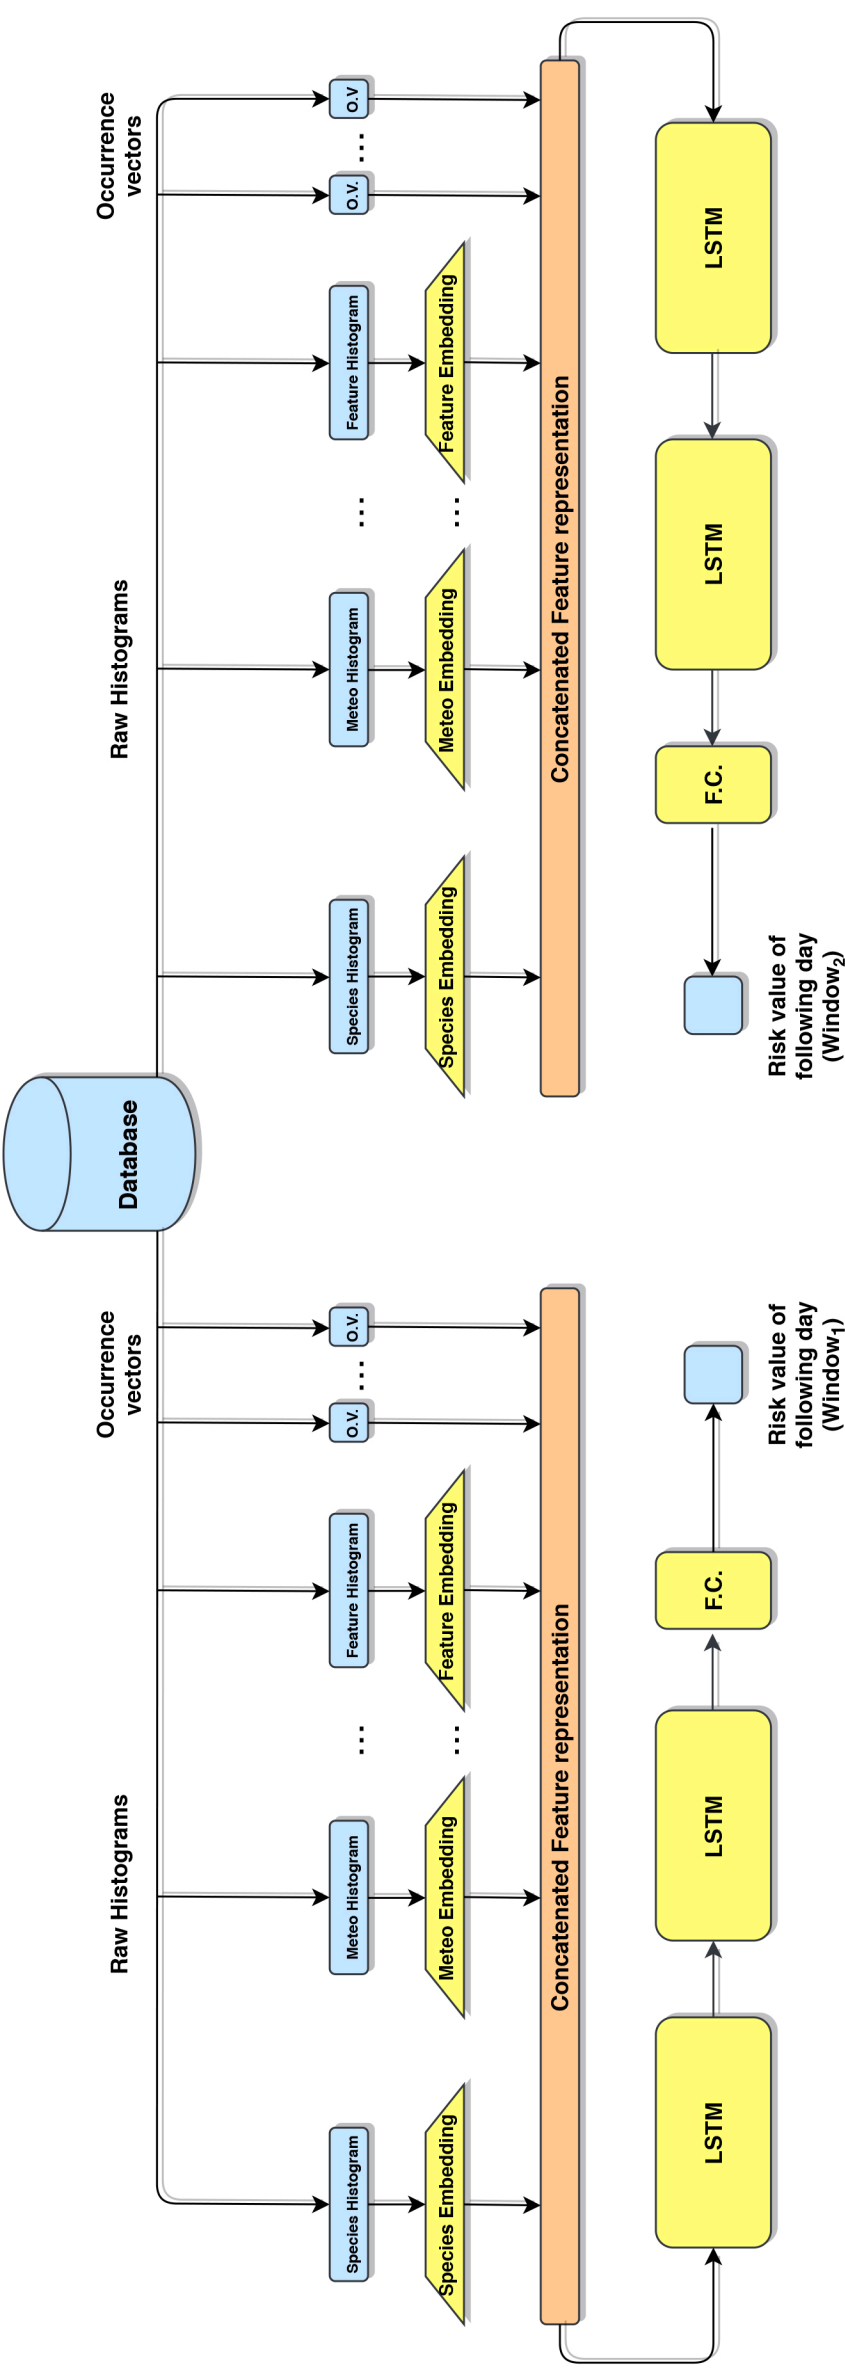 Database
Raw Histograms
Occurrence
vectors
Raw Histograms
Occurrence
vectors
Species Histogram
Meteo Histogram
...
Feature Histogram
O.V.
...
O.V.
Species Histogram
Meteo Histogram
...
Feature Histogram
O.V.
...
O.V
Species Embedding
Meteo Embedding
...
Feature Embedding
Species Embedding
Meteo Embedding
...
Feature Embedding
Concatenated Feature representation
Concatenated Feature representation
LSTM
LSTM
F.C.
F.C.
LSTM
LSTM
Risk value of
following day
(Window1)
Risk value of
following day
(Window2)